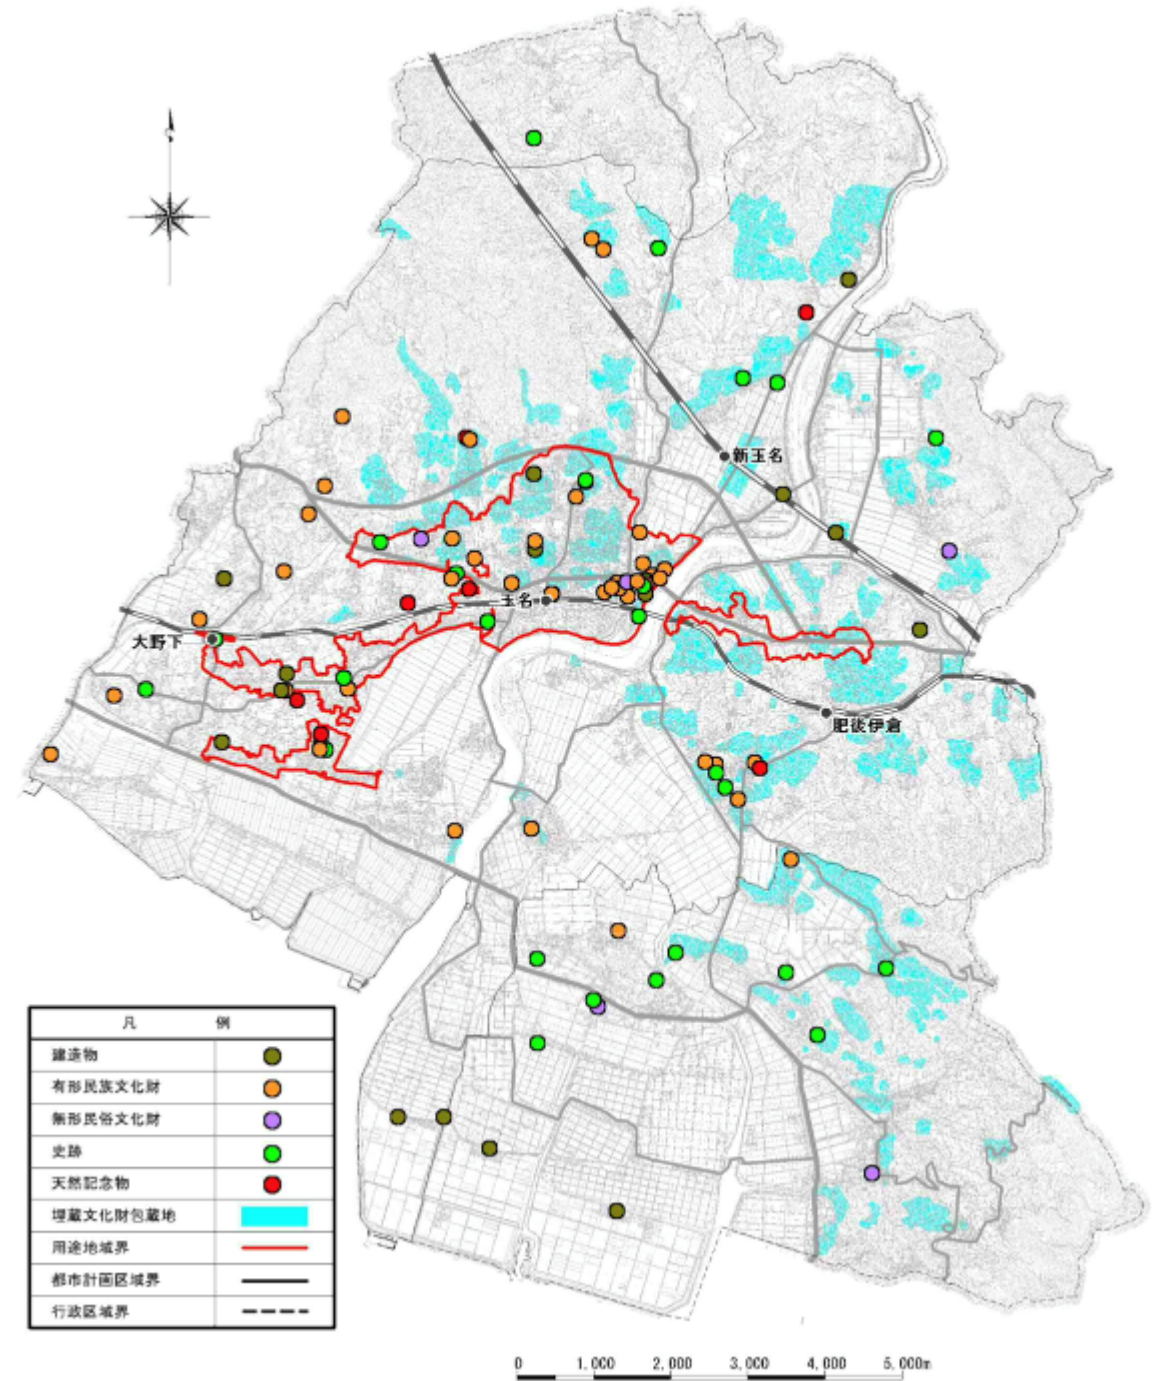 新玉名
玉名
大野下
肥後伊倉
凡 例
建造物
有形民族文化財
無形民俗文化財
史跡
天然記念物
埋蔵文化財包蔵地
用途地域界
都市計画区域界
行政区域界
0 1,000 2,000 3,000 4,000 5,000m